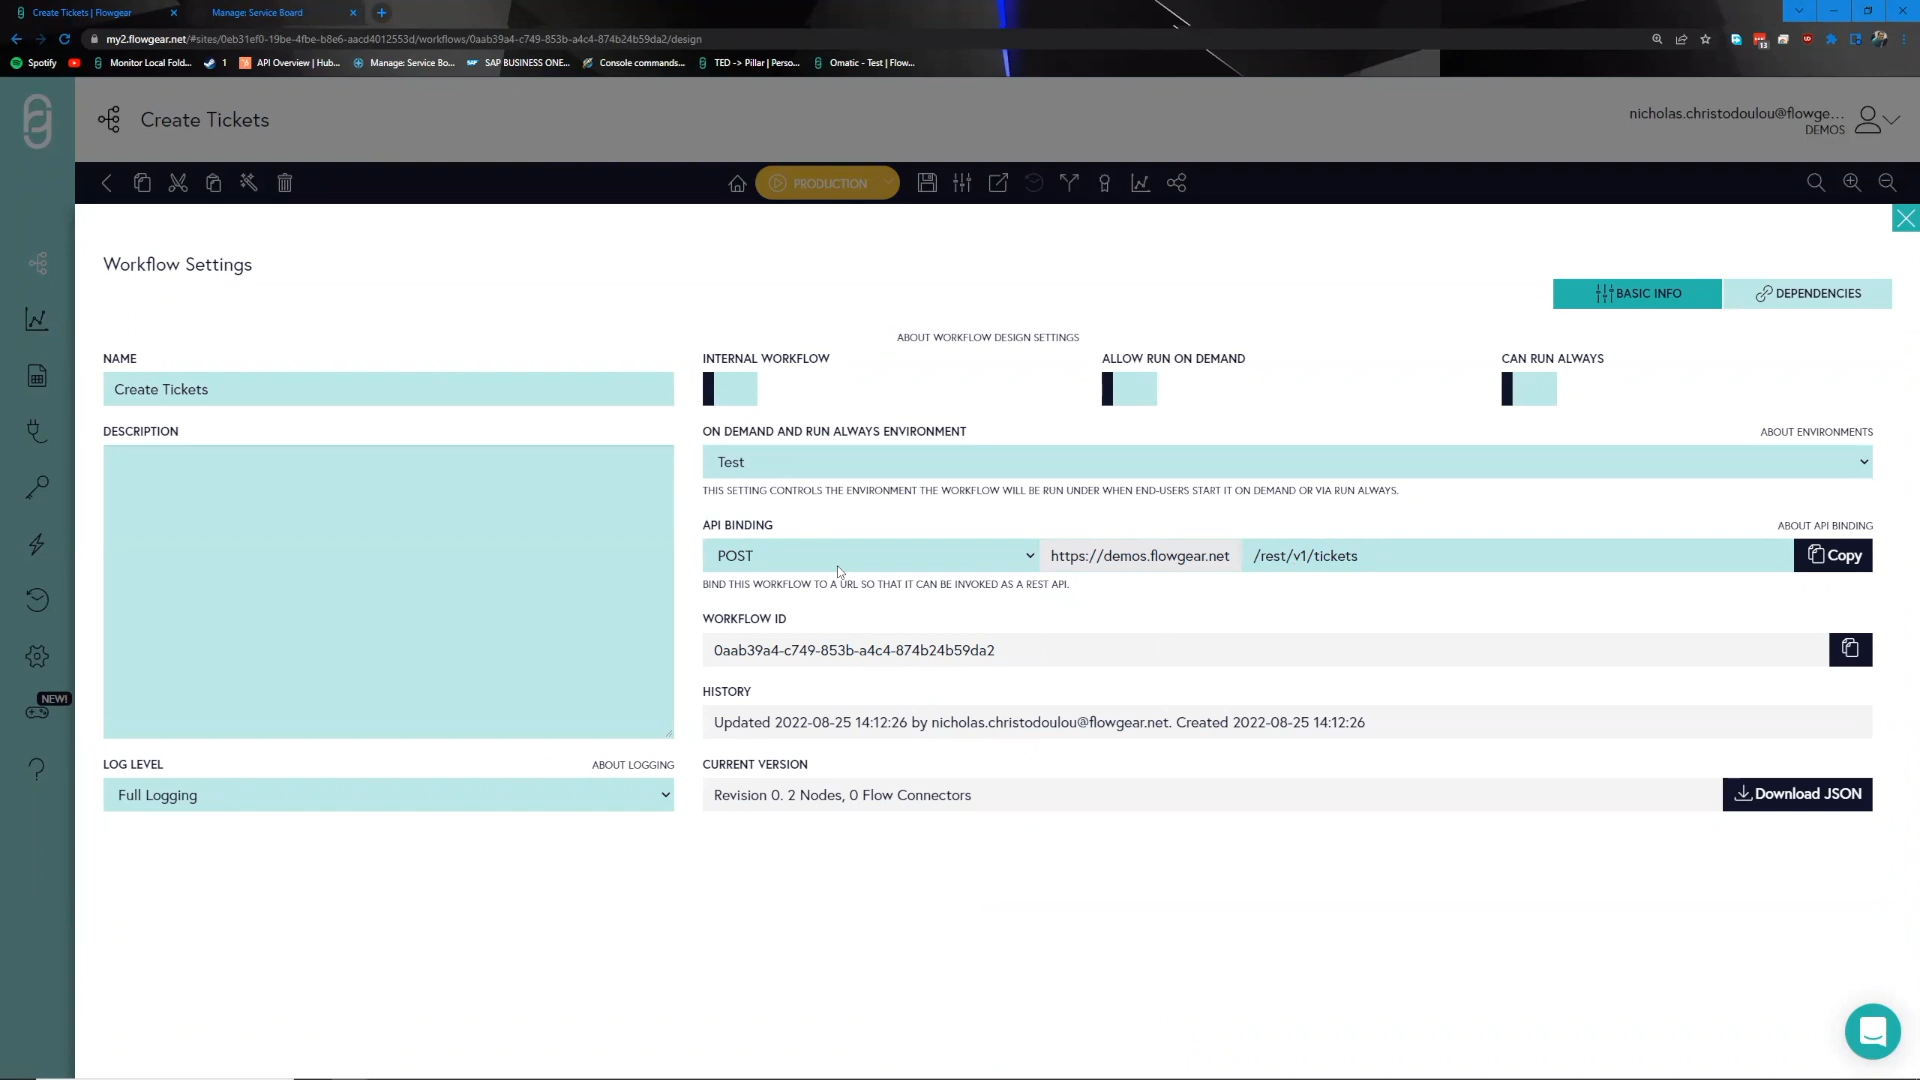 Create Tickets | Flowgear
Manage: Service Board
my2.flowgear.net/#sites/0eb31ef0-19be-4fbe-b8e6-aacd4012553d/workflows/0aab39a4-c749-853b-a4c4-874b24b59da2/design
13
Spotify
Monitor Local Fold...
1
API Overview | Hub...
Manage: Service Bo...
SAP BUSINESS ONE...
Console commands...
TED -> Pillar | Perso...
Omatic - Test | Flow...
Create Tickets
nicholas.christodoulou@flowge...
DEMOS
PRODUCTION
Workflow Settings
BASIC INFO
DEPENDENCIES
ABOUT WORKFLOW DESIGN SETTINGS
NAME
Create Tickets
INTERNAL WORKFLOW
ALLOW RUN ON DEMAND
CAN RUN ALWAYS
DESCRIPTION
ON DEMAND AND RUN ALWAYS ENVIRONMENT
ABOUT ENVIRONMENTS
Test
THIS SETTING CONTROLS THE ENVIRONMENT THE WORKFLOW WILL BE RUN UNDER WHEN END-USERS START IT ON DEMAND OR VIA RUN ALWAYS.
API BINDING
ABOUT API BINDING
POST
https://demos.flowgear.net
/rest/v1/tickets
Copy
BIND THIS WORKFLOW TO A URL SO THAT IT CAN BE INVOKED AS A REST API.
WORKFLOW ID
0aab39a4-c749-853b-a4c4-874b24b59da2
HISTORY
Updated 2022-08-25 14:12:26 by nicholas.christodoulou@flowgear.net. Created 2022-08-25 14:12:26
NEW!
LOG LEVEL
ABOUT LOGGING
Full Logging
CURRENT VERSION
Revision 0. 2 Nodes, 0 Flow Connectors
Download JSON